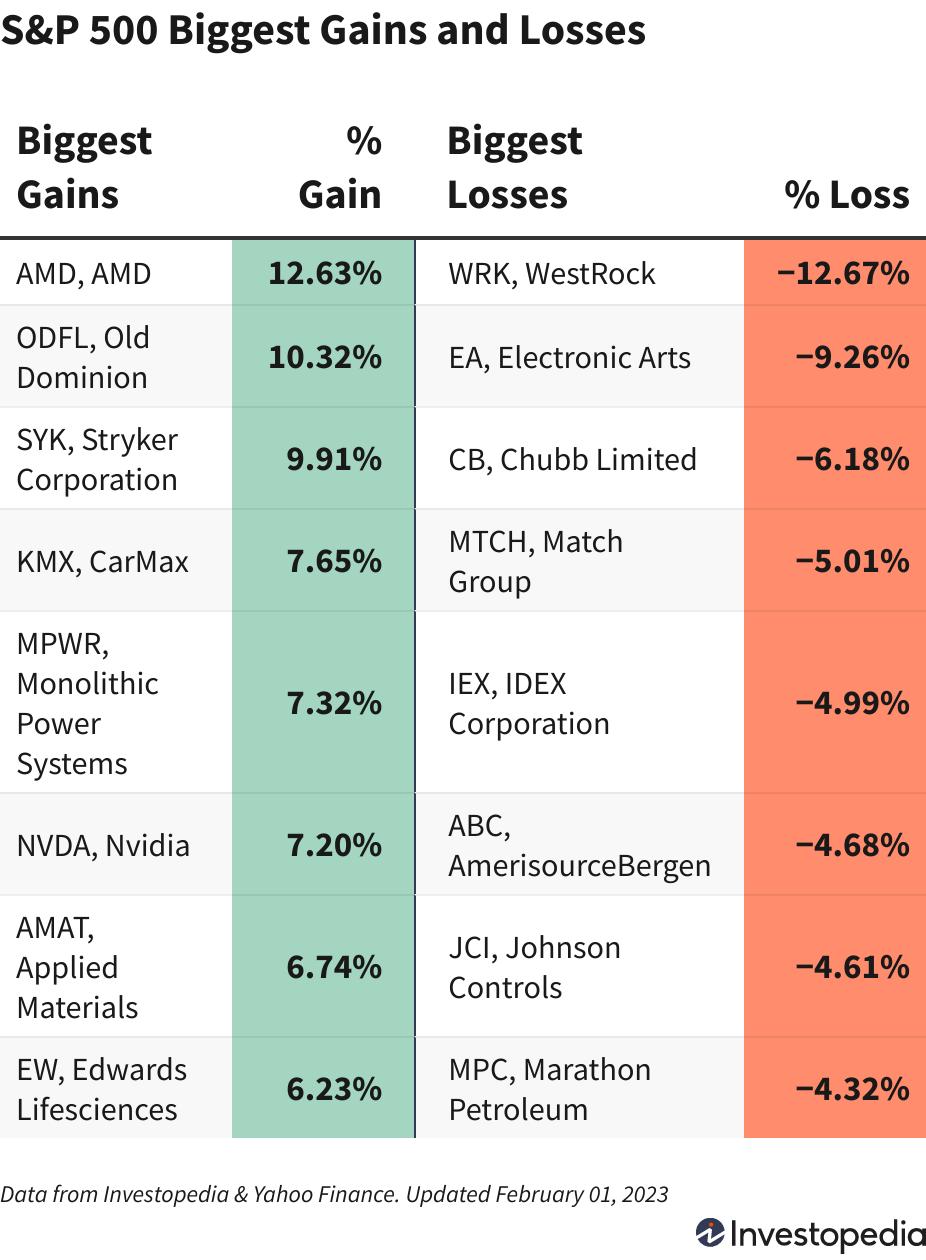 S&P 500 Biggest Gains and Losses
Biggest
Gains
%
Gain
Biggest
Losses
% Loss
AMD, AMD
12.63%
WRK, WestRock
−12.67%
ODFL, Old
Dominion
10.32%
EA, Electronic Arts
−9.26%
SYK, Stryker
Corporation
9.91%
CB, Chubb Limited
−6.18%
KMX, CarMax
7.65%
MTCH, Match
Group
−5.01%
MPWR,
Monolithic
Power
Systems
7.32%
IEX, IDEX
Corporation
−4.99%
NVDA, Nvidia
7.20%
ABC,
AmerisourceBergen
−4.68%
AMAT,
Applied
Materials
6.74%
JCI, Johnson
Controls
−4.61%
EW, Edwards
Lifesciences
6.23%
MPC, Marathon
Petroleum
−4.32%
Data from Investopedia & Yahoo Finance. Updated February 01, 2023
Investopedia